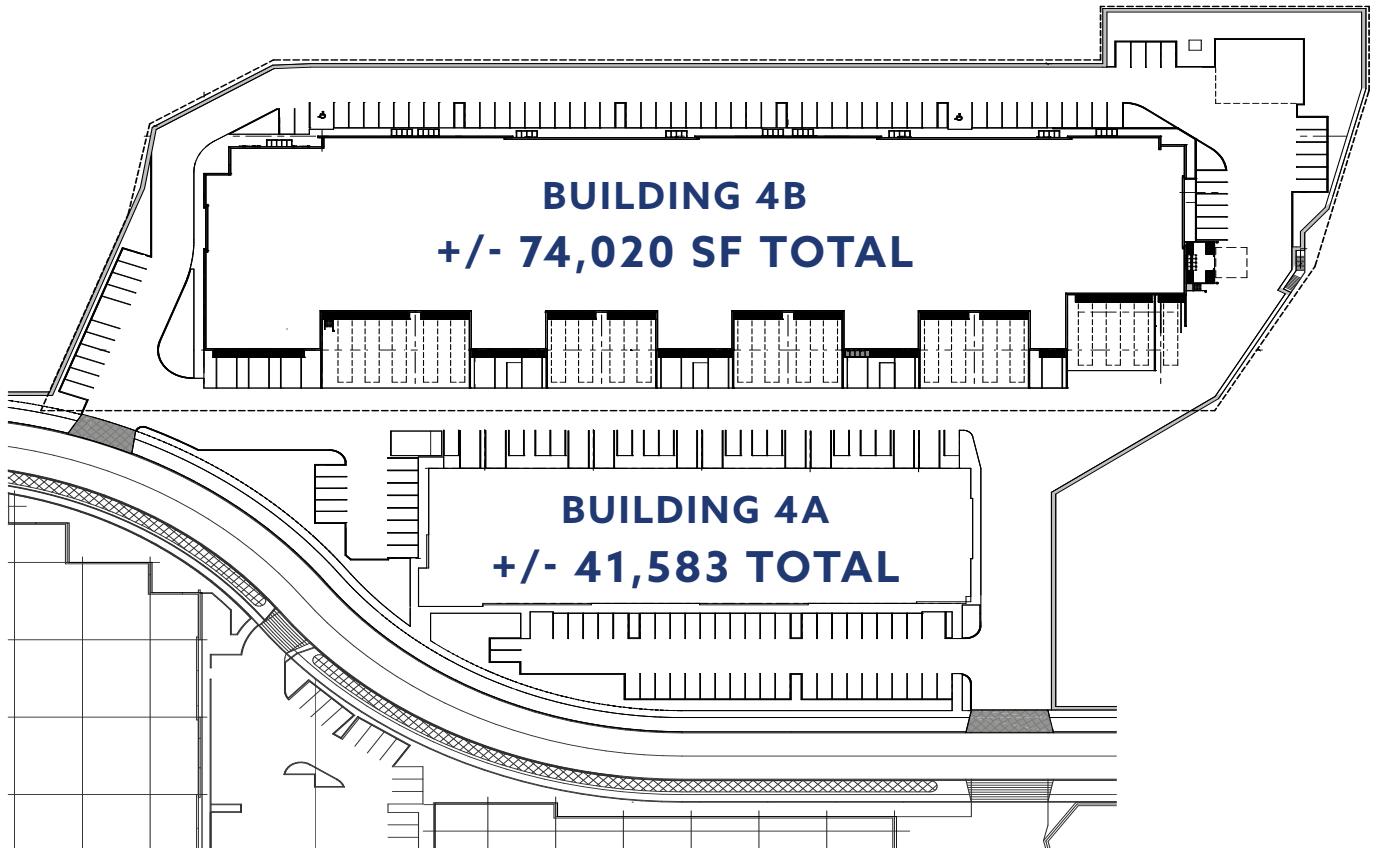 BUILDING 4B
+/- 74,020 SF TOTAL
BUILDING 4A
+/- 41,583 TOTAL